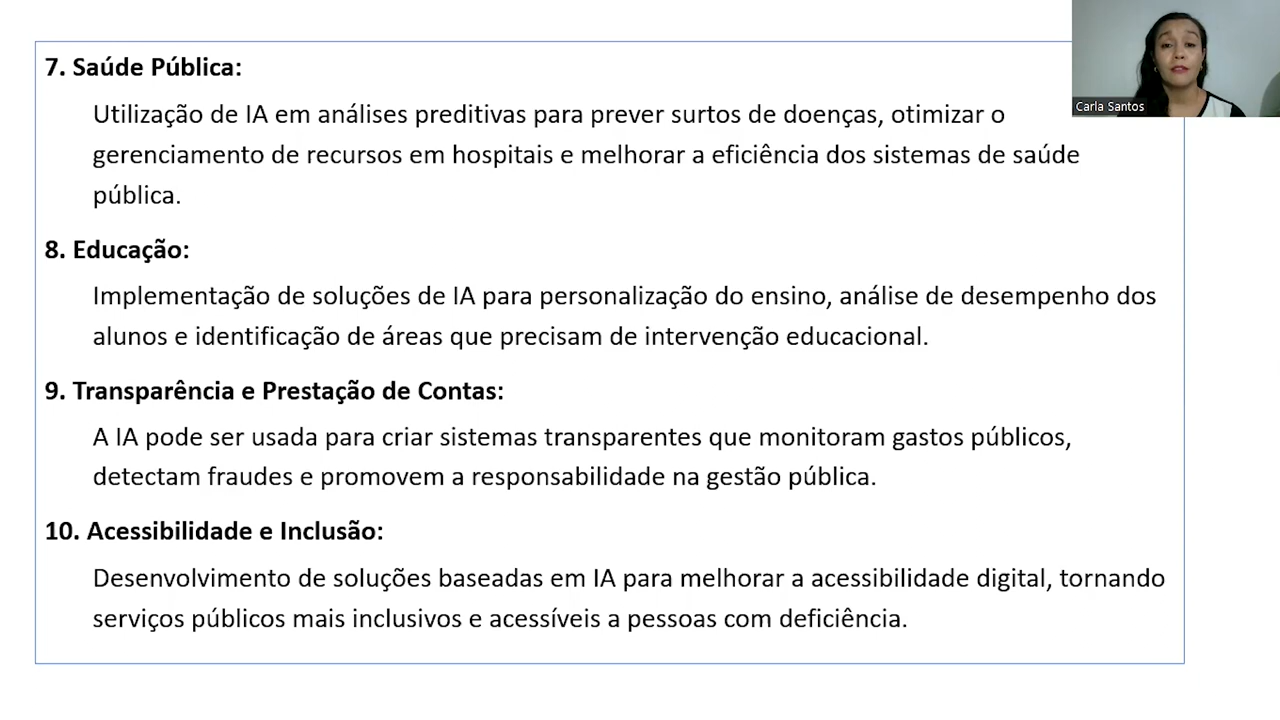 7. Saúde Pública:
Utilização de IA em análises preditivas para prever surtos de doenças, otimizar o
gerenciamento de recursos em hospitais e melhorar a eficiência dos sistemas de saúde
pública.
8. Educação:
Implementação de soluções de IA para personalização do ensino, análise de desempenho dos
alunos e identificação de áreas que precisam de intervenção educacional.
9. Transparência e Prestação de Contas:
A IA pode ser usada para criar sistemas transparentes que monitoram gastos públicos,
detectam fraudes e promovem a responsabilidade na gestão pública.
10. Acessibilidade e Inclusão:
Desenvolvimento de soluções baseadas em IA para melhorar a acessibilidade digital, tornando
serviços públicos mais inclusivos e acessíveis a pessoas com deficiência.
Carla Santos